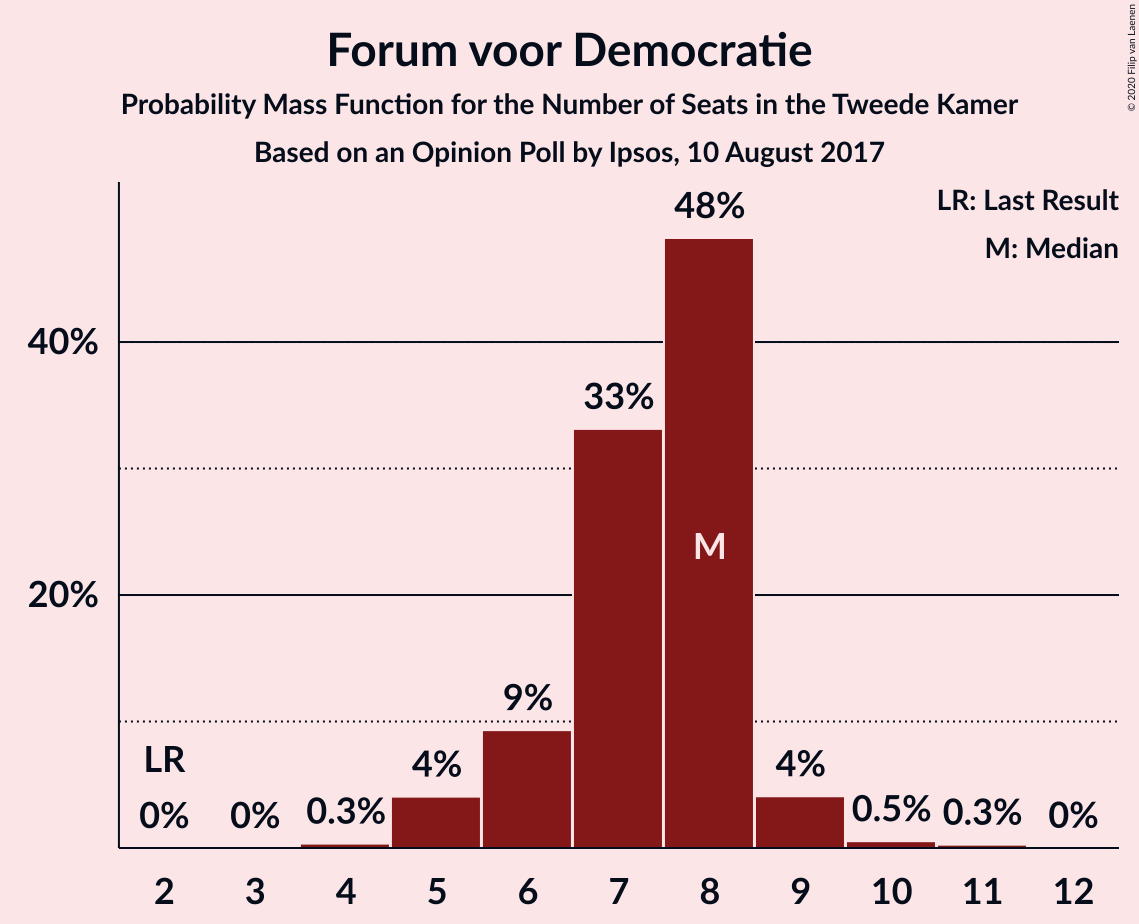 Forum voor Democratie
Probability Mass Function for the Number of Seats in the Tweede Kamer
Based on an Opinion Poll by Ipsos, 10 August 2017
© 2020 Filip van Laenen
LR: Last Result
M: Median
48%
40%
33%
M
20%
9%
LR
4%
4%
0%
0%
0.3%
0.5%
0.3%
0%
2 3 4 5 6 7 8 9 10 11 12